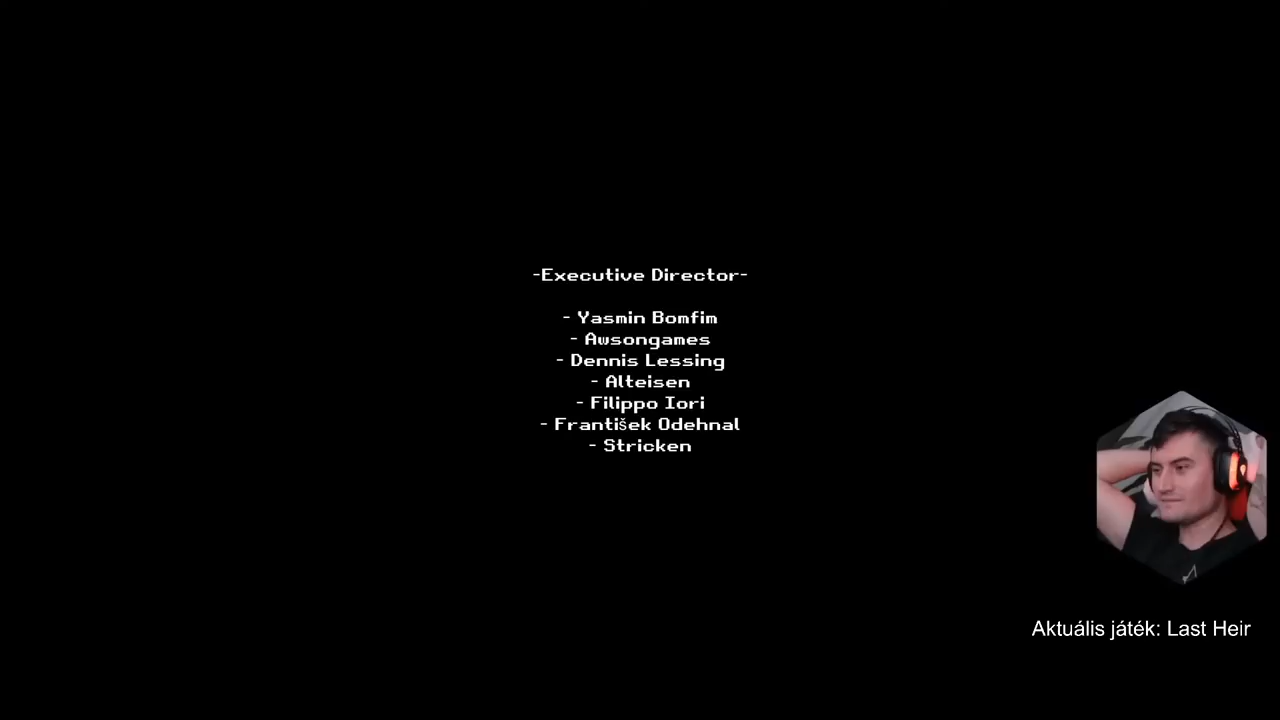 -Executive Director-
- Yasmin Bomfim
- Awsongames
- Dennis Lessing
- Alteisen
- Filippo Iori
- František Odehnal
- Stricken
Aktuális játék: Last Heir